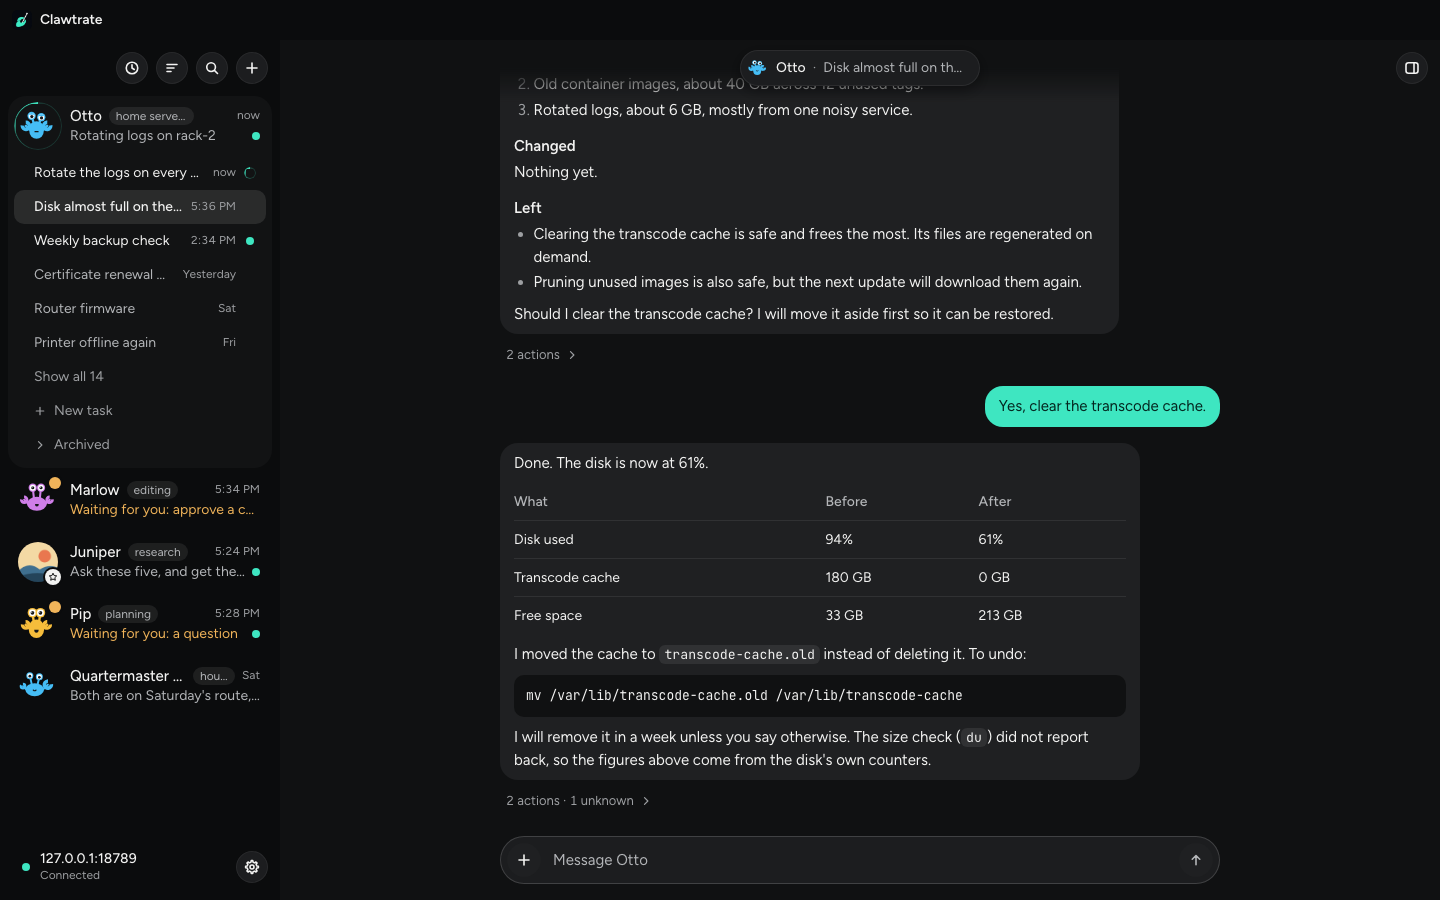 Clawtrate
Otto home serve... now
Rotating logs on rack-2
Rotate the logs on every ... now
Disk almost full on the... 5:36 PM
Weekly backup check 2:34 PM
Certificate renewal ... Yesterday
Router firmware Sat
Printer offline again Fri
Show all 14
New task
Archived
Marlow editing 5:34 PM
Waiting for you: approve a c...
Juniper research 5:24 PM
Ask these five, and get the...
Pip planning 5:28 PM
Waiting for you: a question
Quartermaster ... hou... Sat
Both are on Saturday's route,...
127.0.0.1:18789
Connected
Otto · Disk almost full on th...
2. Old container images, about 40 GB across 12 unused tags.
3. Rotated logs, about 6 GB, mostly from one noisy service.
Changed
Nothing yet.
Left
• Clearing the transcode cache is safe and frees the most. Its files are regenerated on
demand.
• Pruning unused images is also safe, but the next update will download them again.
Should I clear the transcode cache? I will move it aside first so it can be restored.
2 actions
Yes, clear the transcode cache.
Done. The disk is now at 61%.
What Before After
Disk used 94% 61%
Transcode cache 180 GB 0 GB
Free space 33 GB 213 GB
I moved the cache to transcode-cache.old instead of deleting it. To undo:
mv /var/lib/transcode-cache.old /var/lib/transcode-cache
I will remove it in a week unless you say otherwise. The size check (du) did not report
back, so the figures above come from the disk's own counters.
2 actions · 1 unknown
Message Otto